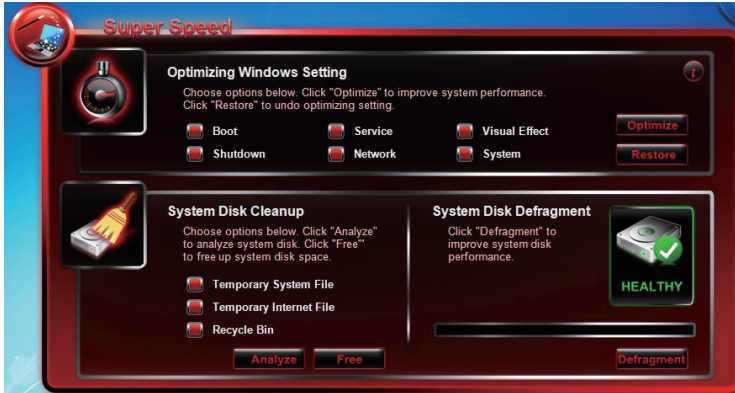 Super Speed
Optimizing Windows Setting
i
Choose options below. Click "Optimize" to improve system performance.
Click "Restore" to undo optimizing setting.
Boot
Service
Visual Effect
Optimize
Shutdown
Network
System
Restore
System Disk Cleanup
Choose options below. Click "Analyze"
to analyze system disk. Click "Free"'
to free up system disk space.
Temporary System File
Temporary Internet File
Recycle Bin
Analyze
Free
System Disk Defragment
Click "Defragment" to
improve system disk
performance.
HEALTHY
Defragment